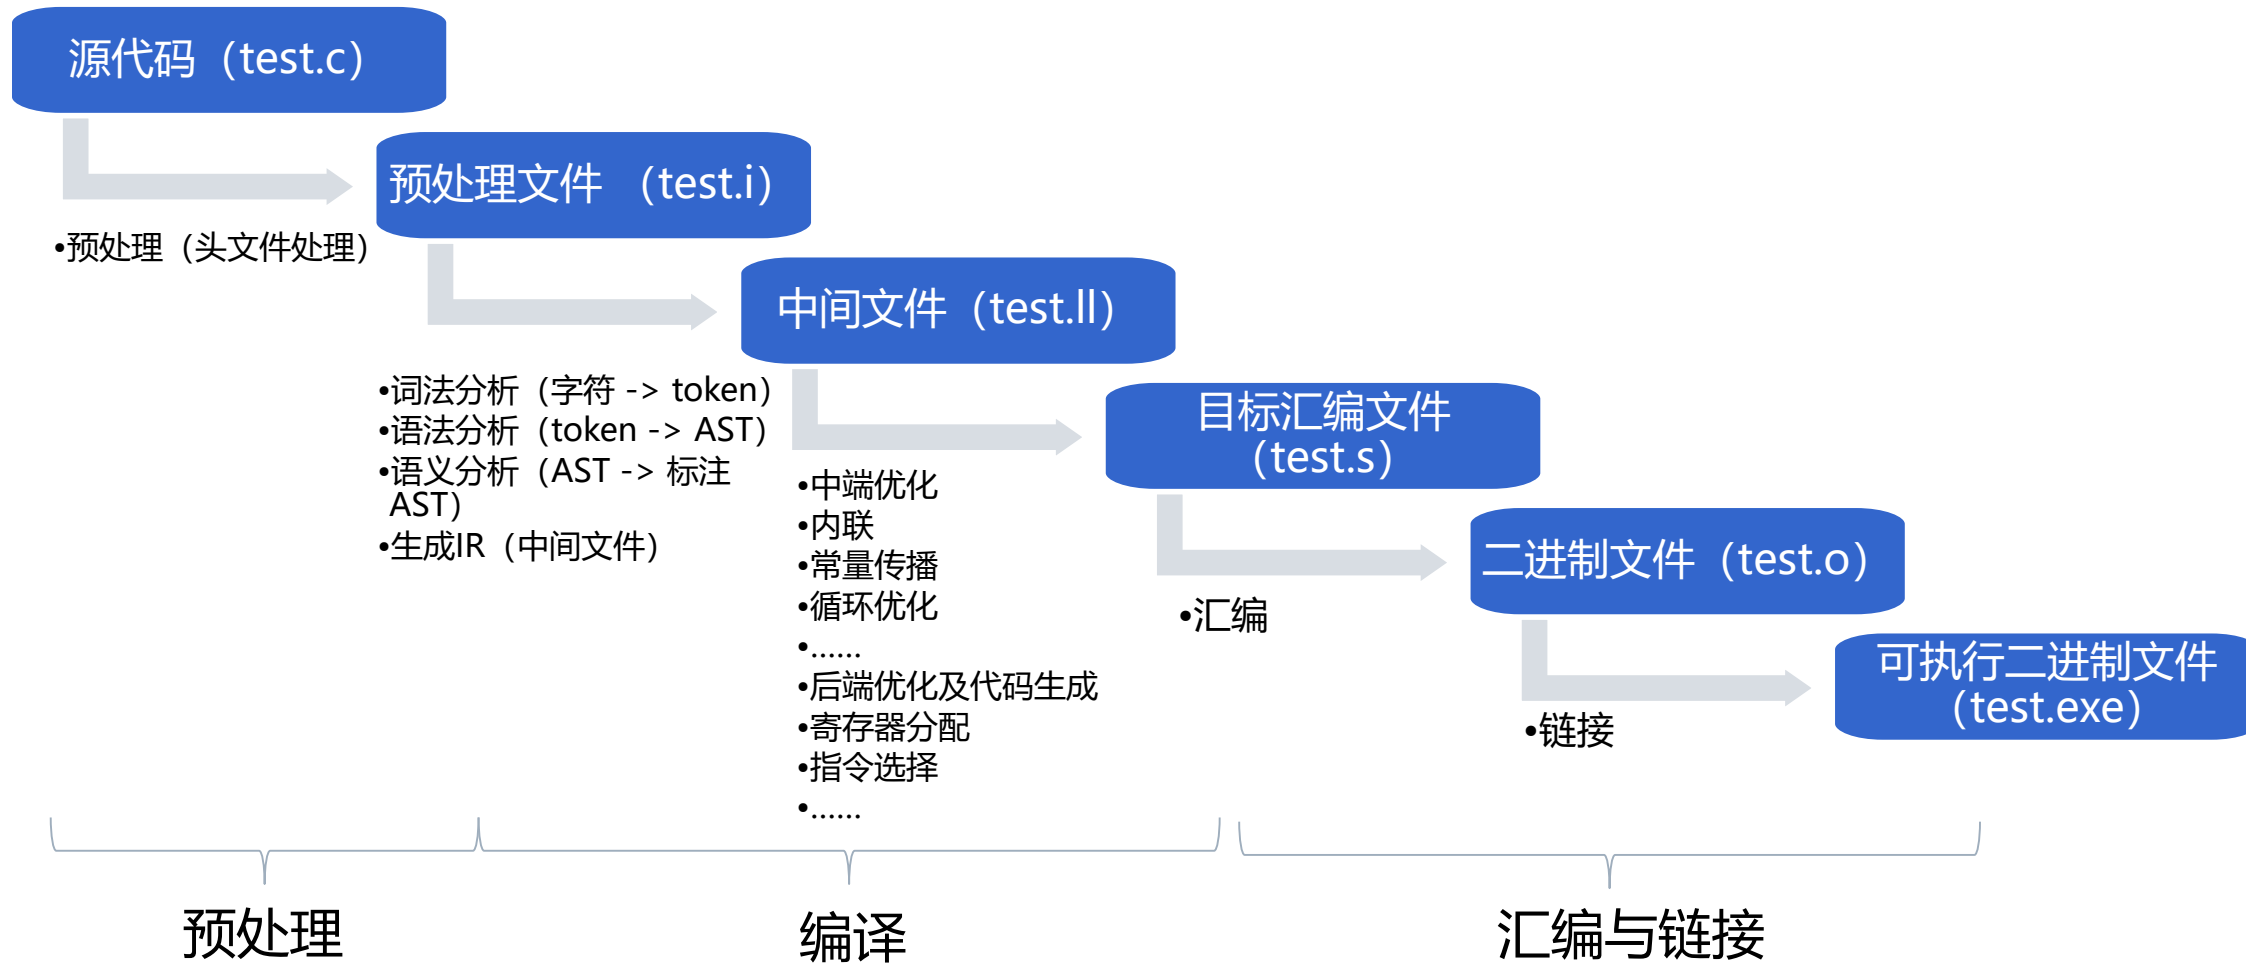 源代码（test.c）
预处理文件 （test.i）
•预处理（头文件处理）
中间文件（test.ll）
•词法分析（字符 -> token）
•语法分析（token -> AST）
•语义分析（AST -> 标注
AST）
•生成IR（中间文件）
目标汇编文件
（test.s）
•中端优化
•内联
•常量传播
•循环优化
•......
•后端优化及代码生成
•寄存器分配
•指令选择
•......
二进制文件（test.o）
•汇编
可执行二进制文件
（test.exe）
•链接
预处理
编译
汇编与链接